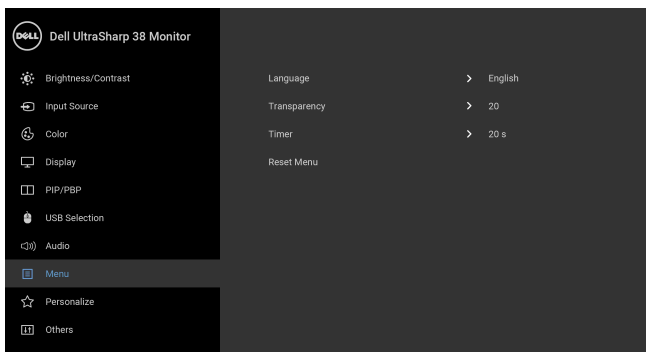 DELL Dell UltraSharp 38 Monitor
Brightness/Contrast
Language > English
Input Source
Transparency > 20
Color
Timer > 20 s
Display
Reset Menu
PIP/PBP
USB Selection
Audio
Menu
Personalize
Others